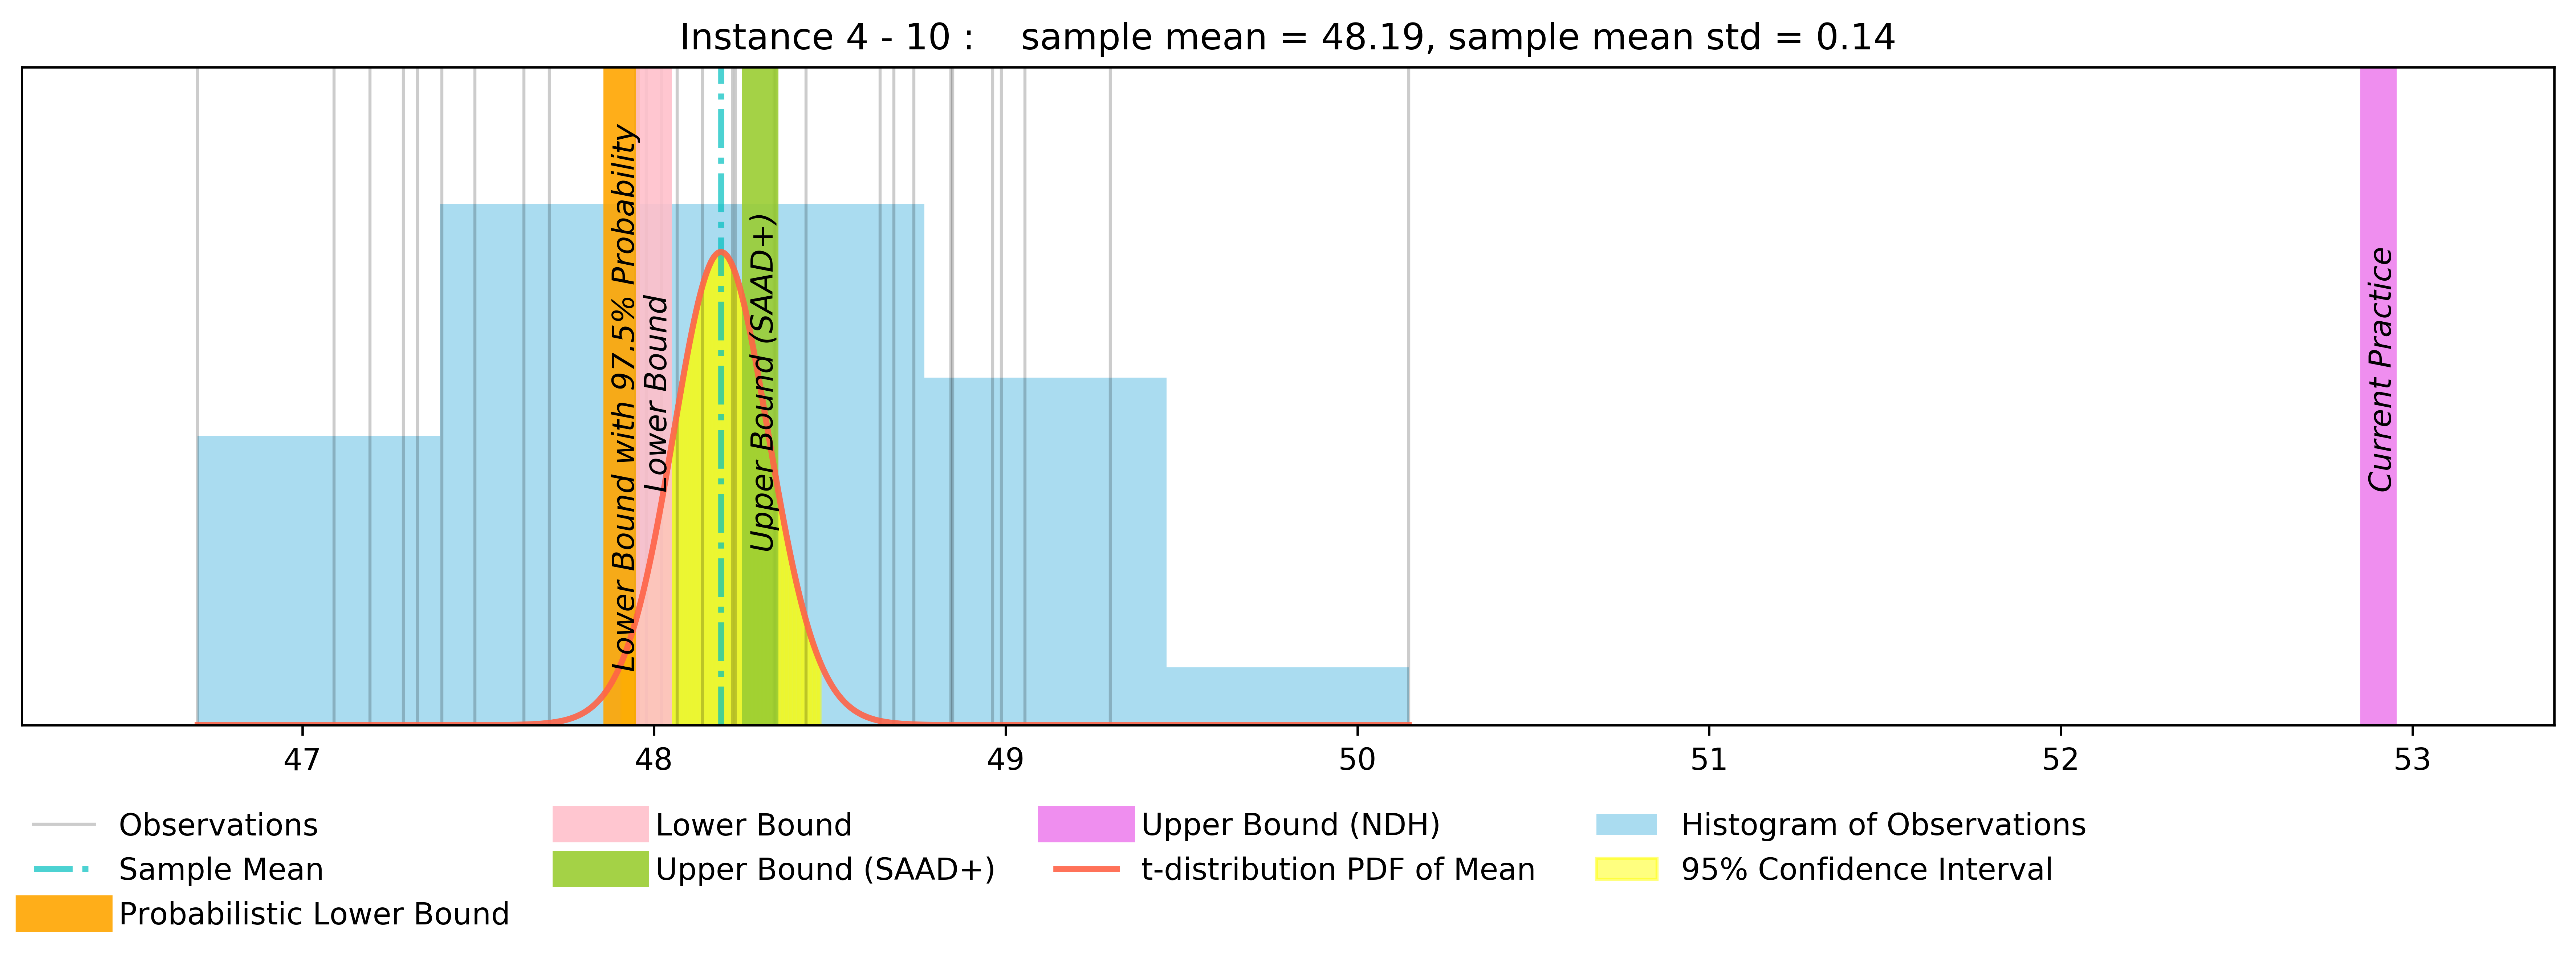 Instance 4 - 10 :    sample mean = 48.19, sample mean std = 0.14
Lower Bound with 97.5% Probability
Lower Bound
Upper Bound (SAAD+)
Current Practice
47 48 49 50 51 52 53
Observations
Sample Mean
Probabilistic Lower Bound
Lower Bound
Upper Bound (SAAD+)
Upper Bound (NDH)
t-distribution PDF of Mean
Histogram of Observations
95% Confidence Interval